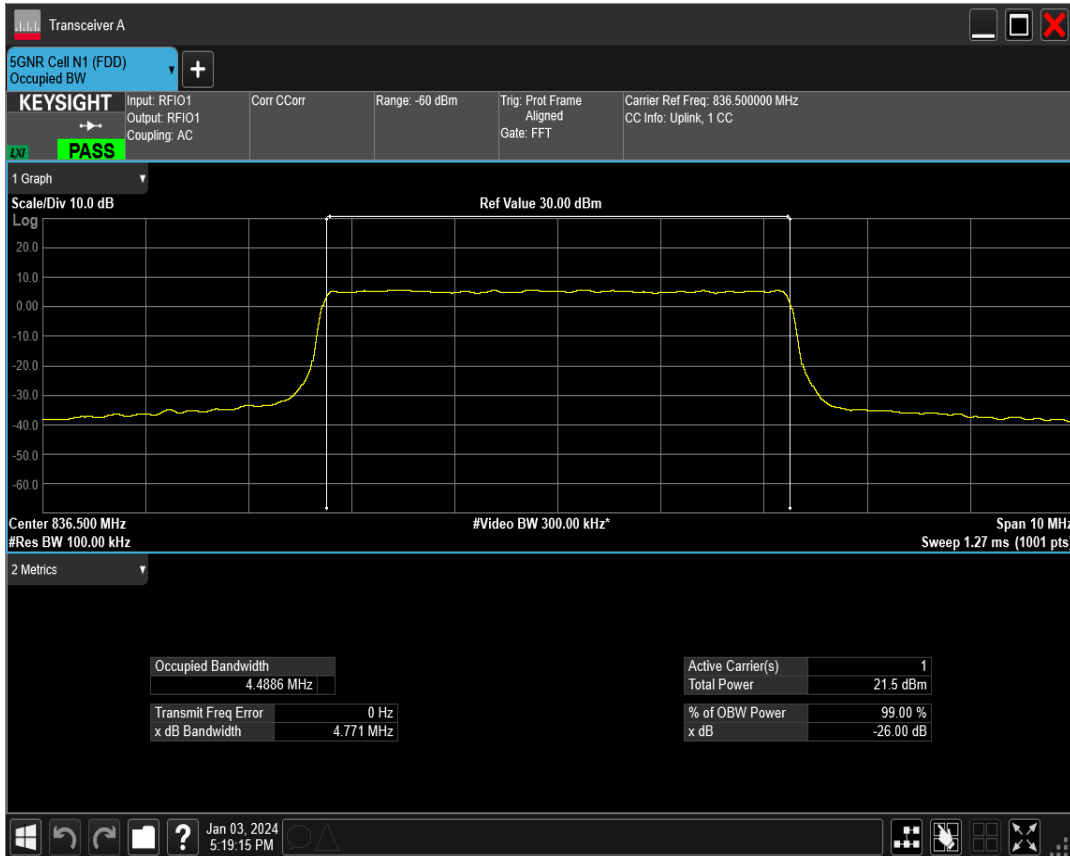 Transceiver A
5GNR Cell N1 (FDD)
Occupied BW
+
KEYSIGHT
LXI
PASS
Input: RFIO1
Output: RFIO1
Coupling: AC
Corr CCorr
Range: -60 dBm
Trig: Prot Frame
Aligned
Gate: FFT
Carrier Ref Freq: 836.500000 MHz
CC Info: Uplink, 1 CC
1 Graph
Scale/Div 10.0 dB
Ref Value 30.00 dBm
Log
20.0
10.0
0.00
-10.0
-20.0
-30.0
-40.0
-50.0
-60.0
Center 836.500 MHz
#Video BW 300.00 kHz*
Span 10 MHz
#Res BW 100.00 kHz
Sweep 1.27 ms (1001 pts)
2 Metrics
Occupied Bandwidth
4.4886 MHz
Transmit Freq Error 0 Hz
x dB Bandwidth 4.771 MHz
Active Carrier(s) 1
Total Power 21.5 dBm
% of OBW Power 99.00 %
x dB -26.00 dB
?
Jan 03, 2024
5:19:15 PM